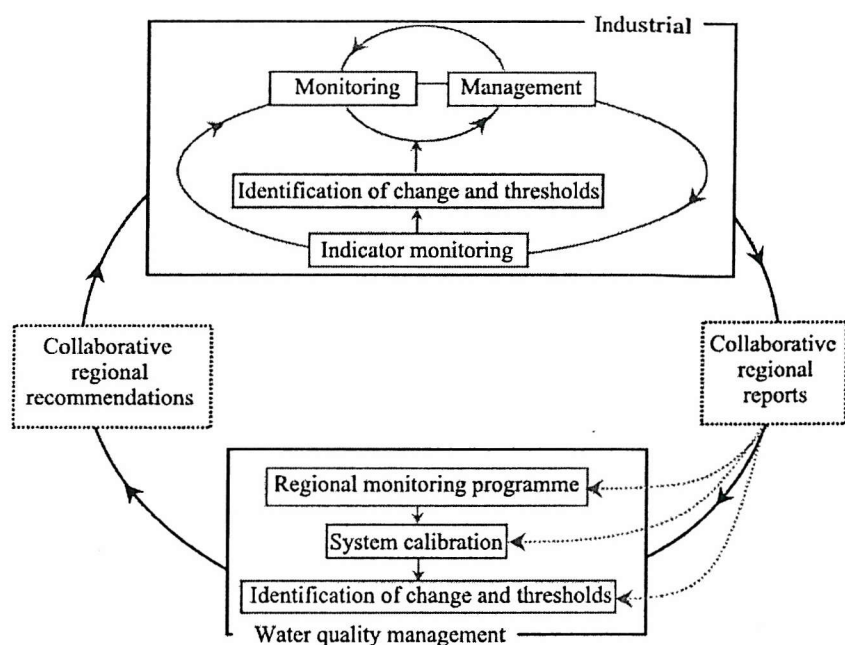 Industrial
Monitoring
Management
Identification of change and thresholds
Indicator monitoring
Collaborative
regional
recommendations
Collaborative
regional
reports
Regional monitoring programme
System calibration
Identification of change and thresholds
Water quality management